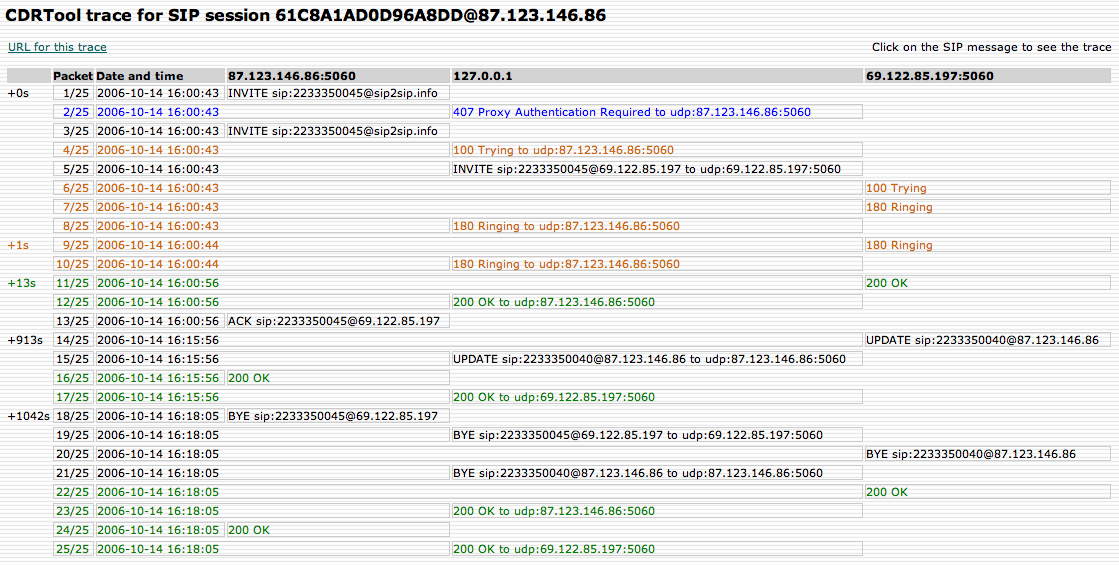 CDRTool trace for SIP session 61C8A1AD0D96A8DD@87.123.146.86
URL for this trace Click on the SIP message to see the trace
Packet Date and time 87.123.146.86:5060 127.0.0.1 69.122.85.197:5060
+0s 1/25 2006-10-14 16:00:43 INVITE sip:2233350045@sip2sip.info
2/25 2006-10-14 16:00:43 407 Proxy Authentication Required to udp:87.123.146.86:5060
3/25 2006-10-14 16:00:43 INVITE sip:2233350045@sip2sip.info
4/25 2006-10-14 16:00:43 100 Trying to udp:87.123.146.86:5060
5/25 2006-10-14 16:00:43 INVITE sip:2233350045@69.122.85.197 to udp:69.122.85.197:5060
6/25 2006-10-14 16:00:43 100 Trying
7/25 2006-10-14 16:00:43 180 Ringing
8/25 2006-10-14 16:00:43 180 Ringing to udp:87.123.146.86:5060
+1s 9/25 2006-10-14 16:00:44 180 Ringing
10/25 2006-10-14 16:00:44 180 Ringing to udp:87.123.146.86:5060
+13s 11/25 2006-10-14 16:00:56 200 OK
12/25 2006-10-14 16:00:56 200 OK to udp:87.123.146.86:5060
13/25 2006-10-14 16:00:56 ACK sip:2233350045@69.122.85.197
+913s 14/25 2006-10-14 16:15:56 UPDATE sip:2233350040@87.123.146.86
15/25 2006-10-14 16:15:56 UPDATE sip:2233350040@87.123.146.86 to udp:87.123.146.86:5060
16/25 2006-10-14 16:15:56 200 OK
17/25 2006-10-14 16:15:56 200 OK to udp:69.122.85.197:5060
+1042s 18/25 2006-10-14 16:18:05 BYE sip:2233350045@69.122.85.197
19/25 2006-10-14 16:18:05 BYE sip:2233350045@69.122.85.197 to udp:69.122.85.197:5060
20/25 2006-10-14 16:18:05 BYE sip:2233350040@87.123.146.86
21/25 2006-10-14 16:18:05 BYE sip:2233350040@87.123.146.86 to udp:87.123.146.86:5060
22/25 2006-10-14 16:18:05 200 OK
23/25 2006-10-14 16:18:05 200 OK to udp:87.123.146.86:5060
24/25 2006-10-14 16:18:05 200 OK
25/25 2006-10-14 16:18:05 200 OK to udp:69.122.85.197:5060